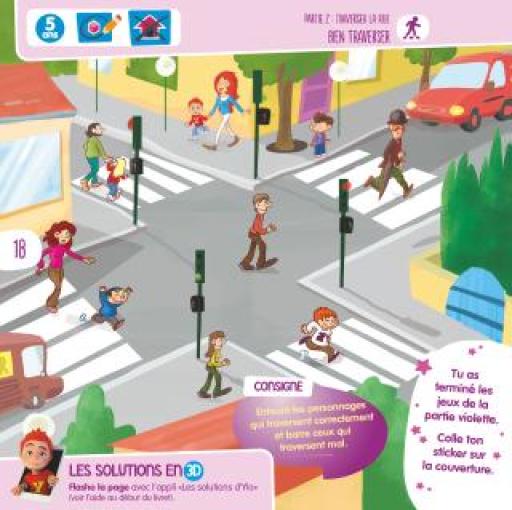 5
ans
PARTIE 2 : TRAVERSER LA RUE
BIEN TRAVERSER
18
CONSIGNE
Entoure les personnages
qui traversent correctement
et barre ceux qui
traversent mal.
Tu as
terminé les
jeux de la
partie violette.
Colle ton
sticker sur
la couverture.
LES SOLUTIONS EN 3D
Flashe la page avec l'appli «Les solutions d'Flo»
(voir l'aide au début du livret).